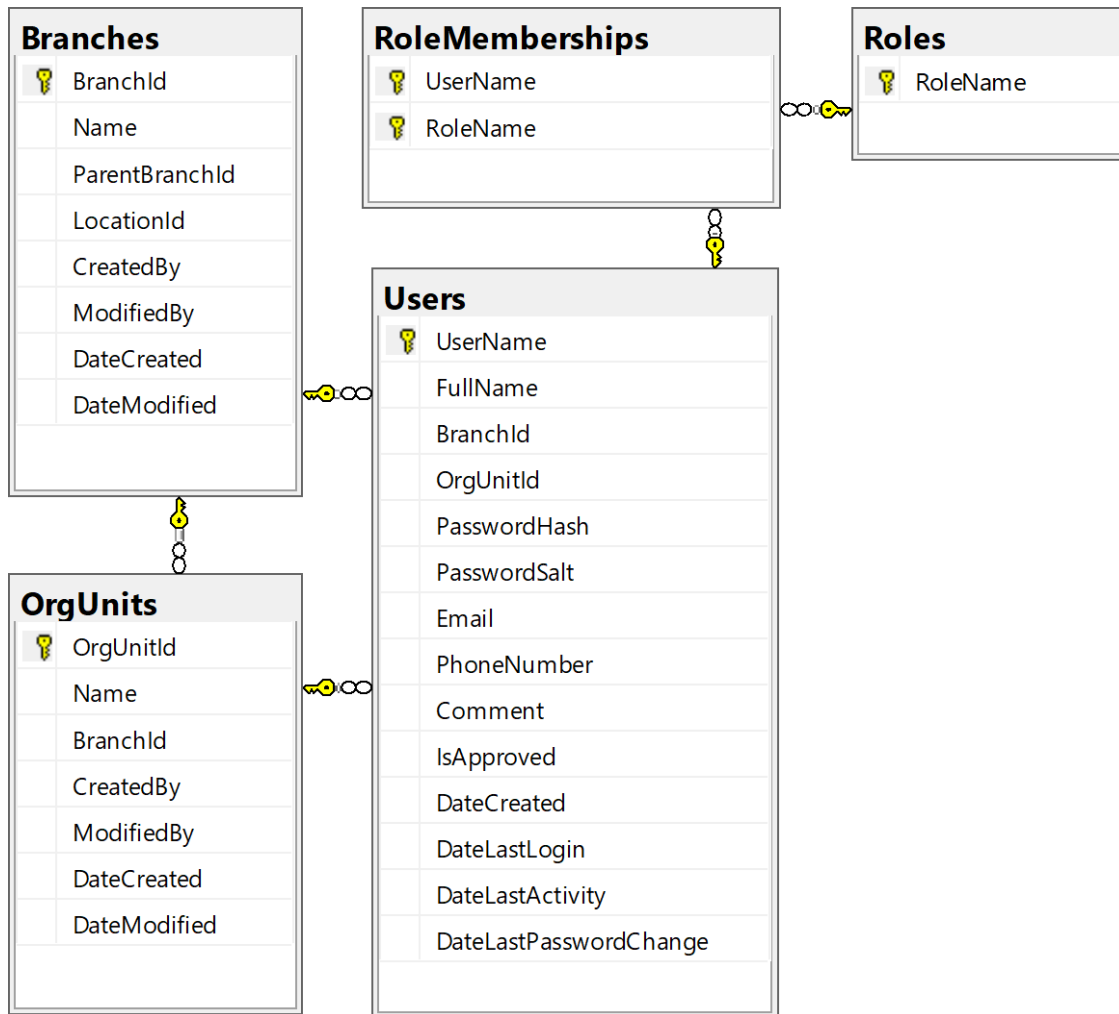 Branches
BranchId
Name
ParentBranchId
LocationId
CreatedBy
ModifiedBy
DateCreated
DateModified
RoleMemberships
UserName
RoleName
Roles
RoleName
Users
UserName
FullName
BranchId
OrgUnitId
PasswordHash
PasswordSalt
Email
PhoneNumber
Comment
IsApproved
DateCreated
DateLastLogin
DateLastActivity
DateLastPasswordChange
OrgUnits
OrgUnitId
Name
BranchId
CreatedBy
ModifiedBy
DateCreated
DateModified